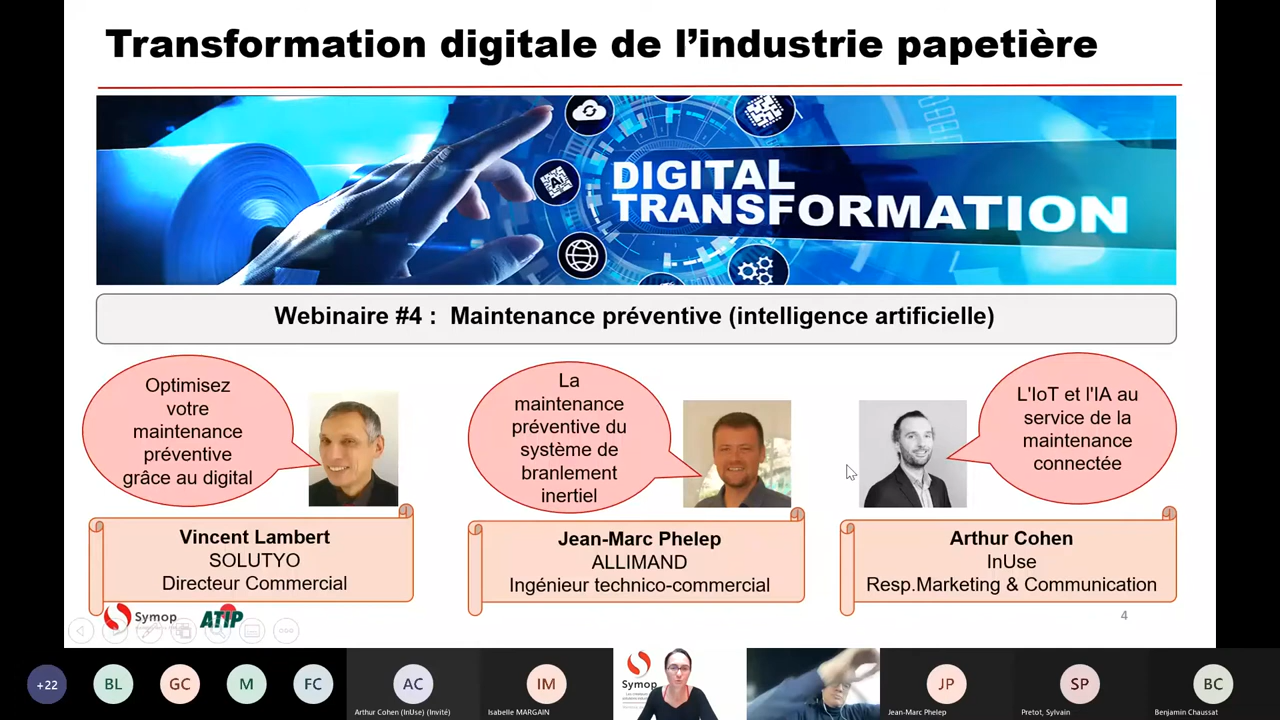 Transformation digitale de l'industrie papetière
AI
DIGITAL
TRANSFORMATION
Webinaire #4 :  Maintenance préventive (intelligence artificielle)
Optimisez
votre
maintenance
préventive
grâce au digital
La
maintenance
préventive du
système de
branlement
inertiel
L'IoT et l'IA au
service de la
maintenance
connectée
Vincent Lambert
SOLUTYO
Directeur Commercial
Jean-Marc Phelep
ALLIMAND
Ingénieur technico-commercial
Arthur Cohen
InUse
Resp.Marketing & Communication
Symop
ATIP
4
+22
BL
GC
M
FC
AC
Arthur Cohen (InUse) (Invité)
IM
Isabelle MARGAIN
Symop
JP
Jean-Marc Phelep
SP
Pretot, Sylvain
BC
Benjamin Chaussat